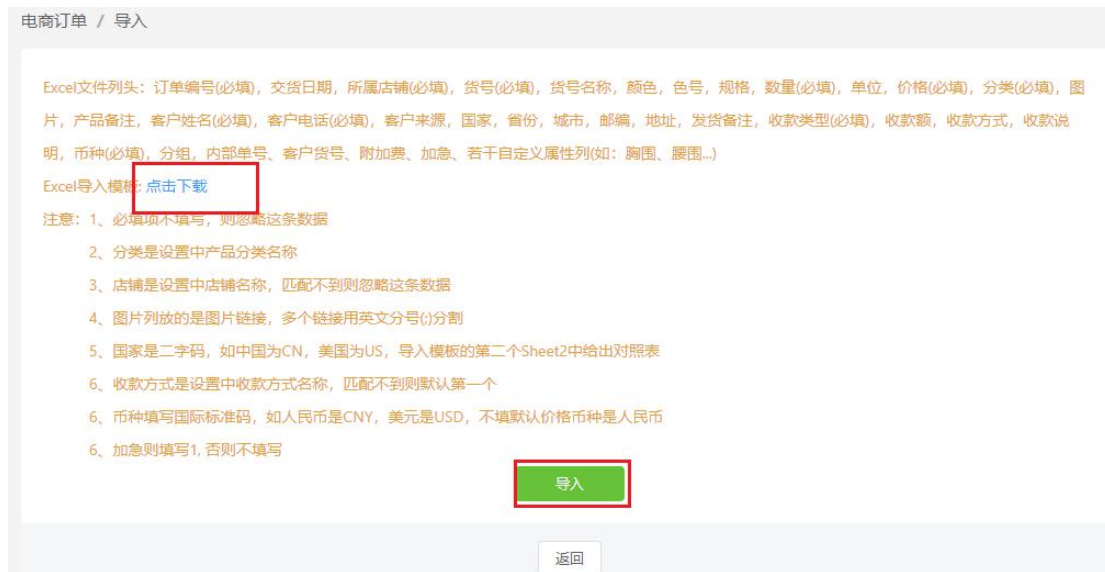 电商订单 / 导入
Excel文件列头：订单编号(必填)，交货日期，所属店铺(必填)，货号(必填)，货号名称，颜色，色号，规格，数量(必填)，单位，价格(必填)，分类(必填)，图
片，产品备注，客户姓名(必填)，客户电话(必填)，客户来源，国家，省份，城市，邮编，地址，发货备注，收款类型(必填)，收款额，收款方式，收款说
明，币种(必填)，分组，内部单号、客户货号、附加费、加急、若干自定义属性列(如：胸围、腰围...)
Excel导入模板: 点击下载
注意：1、必填项不填写，则忽略这条数据
2、分类是设置中产品分类名称
3、店铺是设置中店铺名称，匹配不到则忽略这条数据
4、图片列放的是图片链接，多个链接用英文分号(;)分割
5、国家是二字码，如中国为CN，美国为US，导入模板的第二个Sheet2中给出对照表
6、收款方式是设置中收款方式名称，匹配不到则默认第一个
6、币种填写国际标准码，如人民币是CNY，美元是USD，不填默认价格币种是人民币
6、加急则填写1, 否则不填写
导入
返回